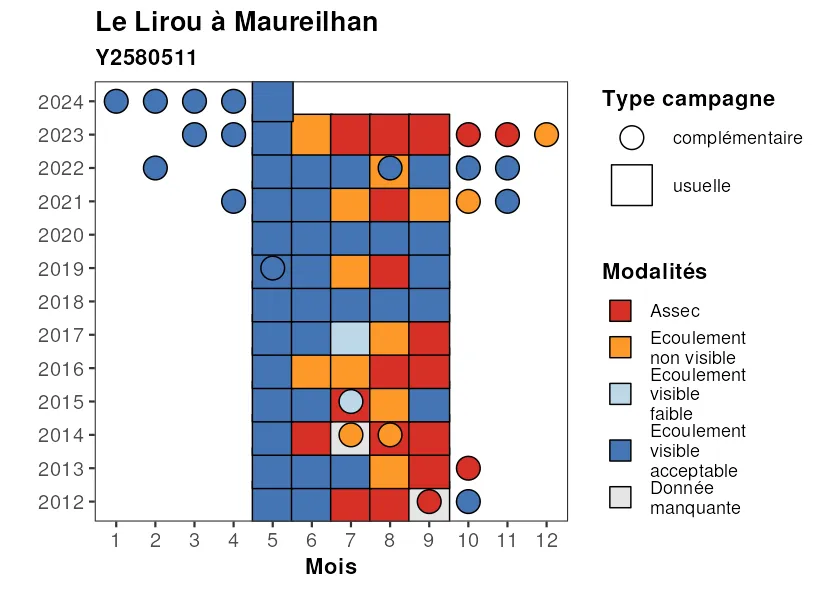 Le Lirou à Maureilhan
Y2580511
2024
2023
2022
2021
2020
2019
2018
2017
2016
2015
2014
2013
2012
1 2 3 4 5 6 7 8 9 10 11 12
Mois
Type campagne
complémentaire
usuelle
Modalités
Assec
Ecoulement
non visible
Ecoulement
visible
faible
Ecoulement
visible
acceptable
Donnée
manquante